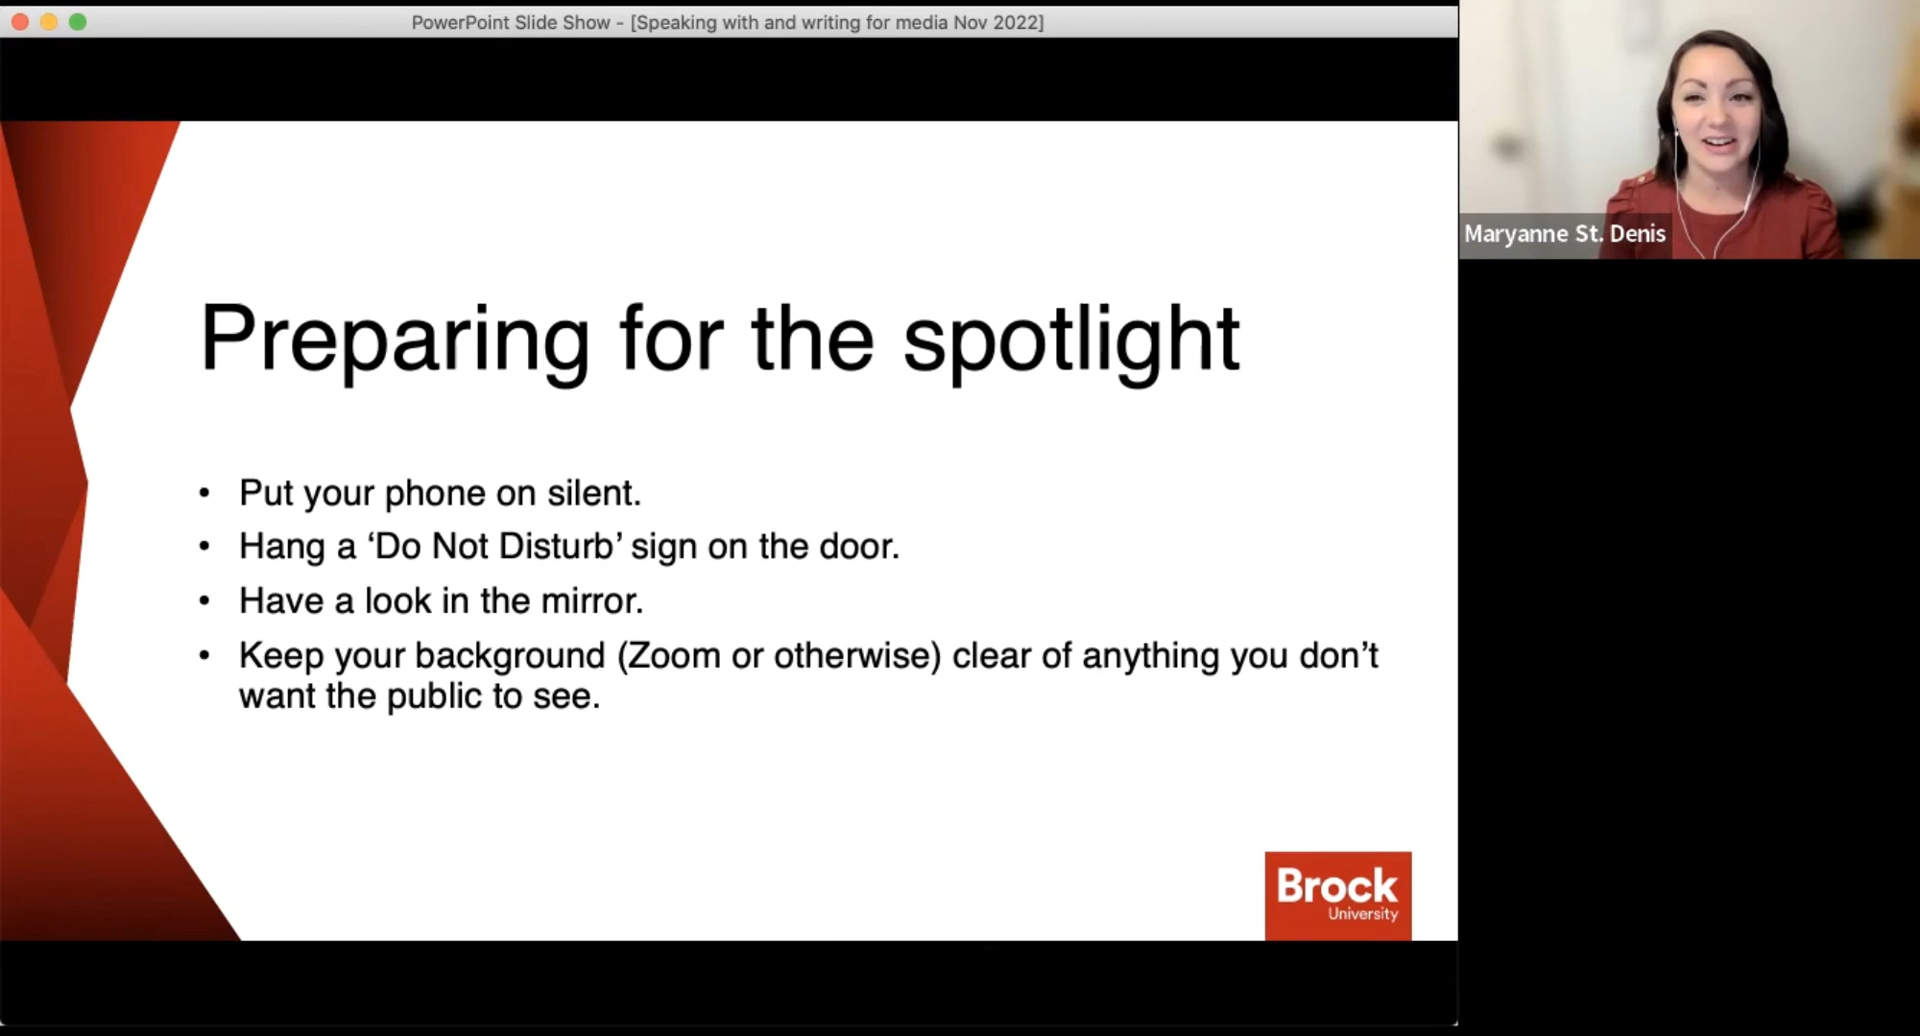 PowerPoint Slide Show - [Speaking with and writing for media Nov 2022]
Maryanne St. Denis
Preparing for the spotlight
• Put your phone on silent.
• Hang a ‘Do Not Disturb’ sign on the door.
• Have a look in the mirror.
• Keep your background (Zoom or otherwise) clear of anything you don’t
want the public to see.
Brock
University